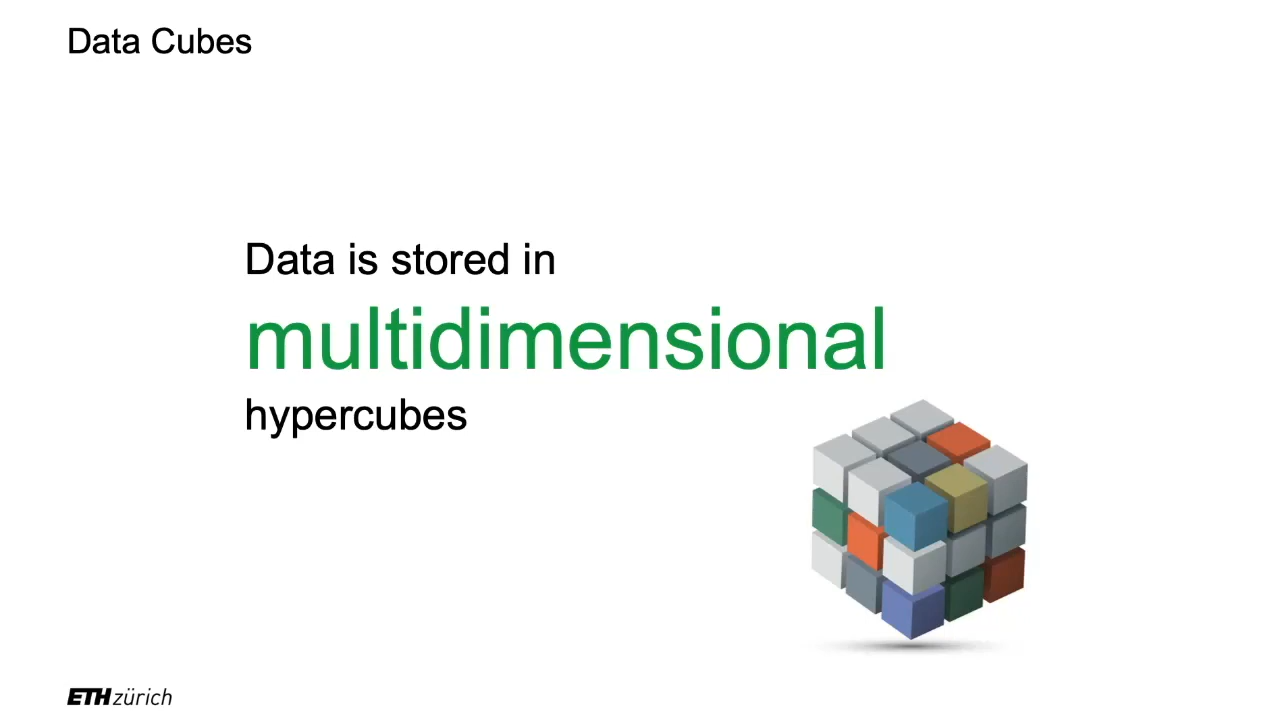 Data Cubes
Data is stored in
multidimensional
hypercubes
ETH zürich